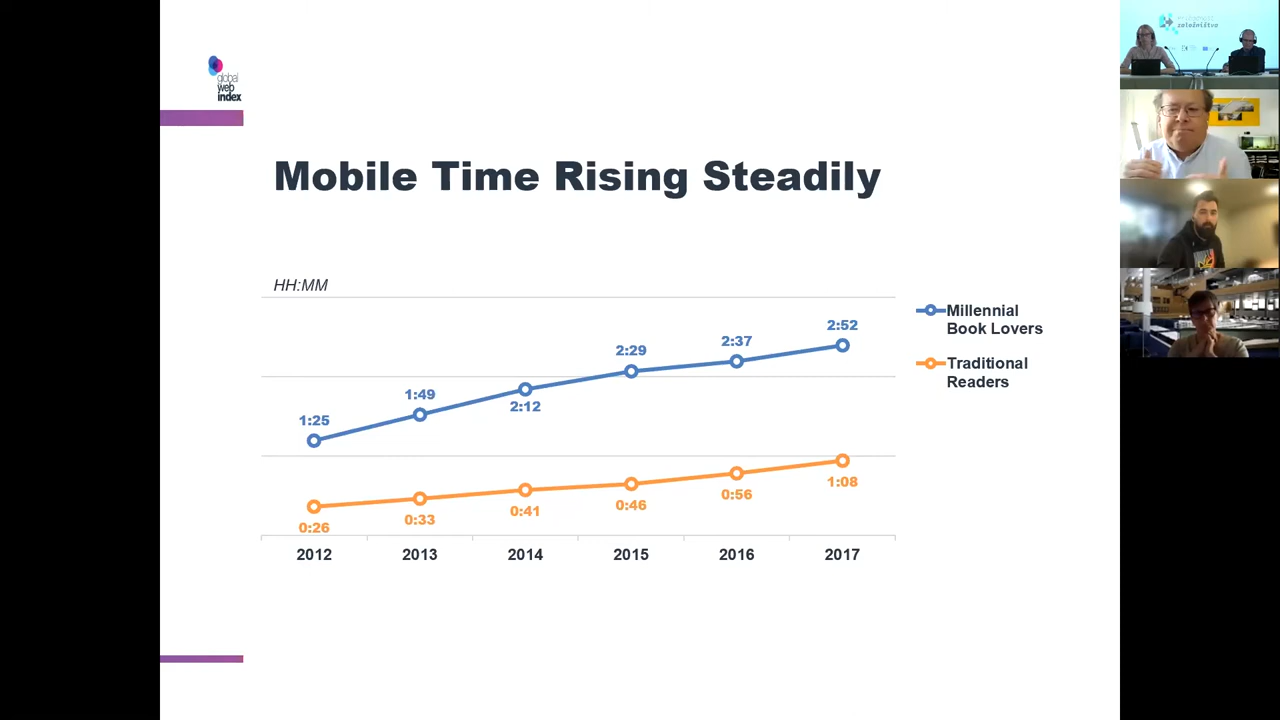 global
web
index
Mobile Time Rising Steadily
HH:MM
1:25
1:49
2:12
2:29
2:37
2:52
Millennial
Book Lovers
Traditional
Readers
0:26
0:33
0:41
0:46
0:56
1:08
2012
2013
2014
2015
2016
2017
založništva